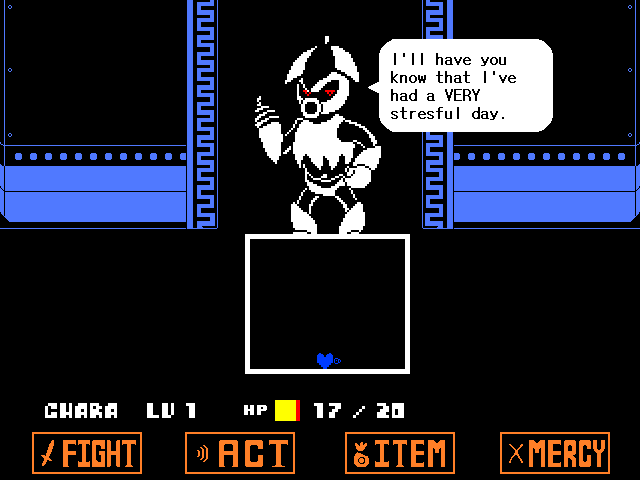 I'll have you
know that I've
had a VERY
stresful day.
CHARA LV 1 HP 17 / 20
FIGHT ACT ITEM MERCY